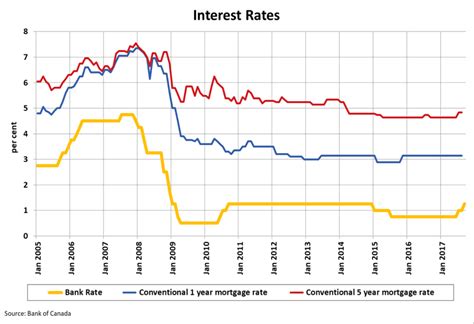 Interest Rates
8
7
6
5
4
3
2
1
0
per cent
Jan 2005
Jan 2006
Jan 2007
Jan 2008
Jan 2009
Jan 2010
Jan 2011
Jan 2012
Jan 2013
Jan 2014
Jan 2015
Jan 2016
Jan 2017
Bank Rate Conventional 1 year mortgage rate Conventional 5 year mortgage rate
Source: Bank of Canada